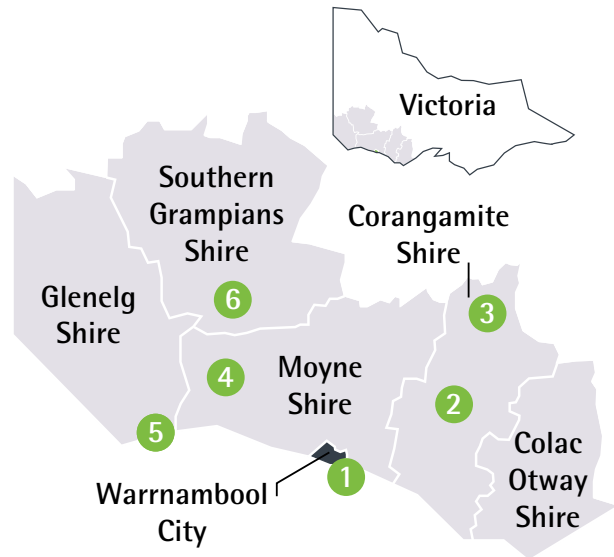 Victoria
Southern
Grampians
Shire
Corangamite
Shire
Glenelg
Shire
6
3
4
Moyne
Shire
2
5
1
Colac
Otway
Shire
Warrnambool
City